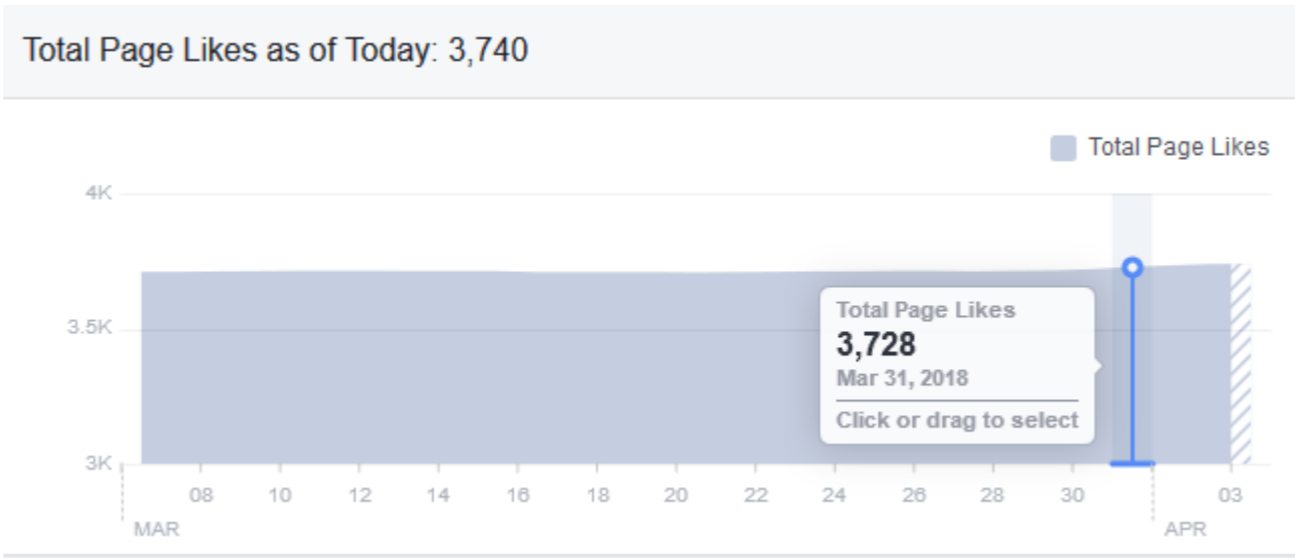 Total Page Likes as of Today: 3,740
Total Page Likes
4K
3.5K
3K
Total Page Likes
3,728
Mar 31, 2018
Click or drag to select
08 10 12 14 16 18 20 22 24 26 28 30 03
MAR APR